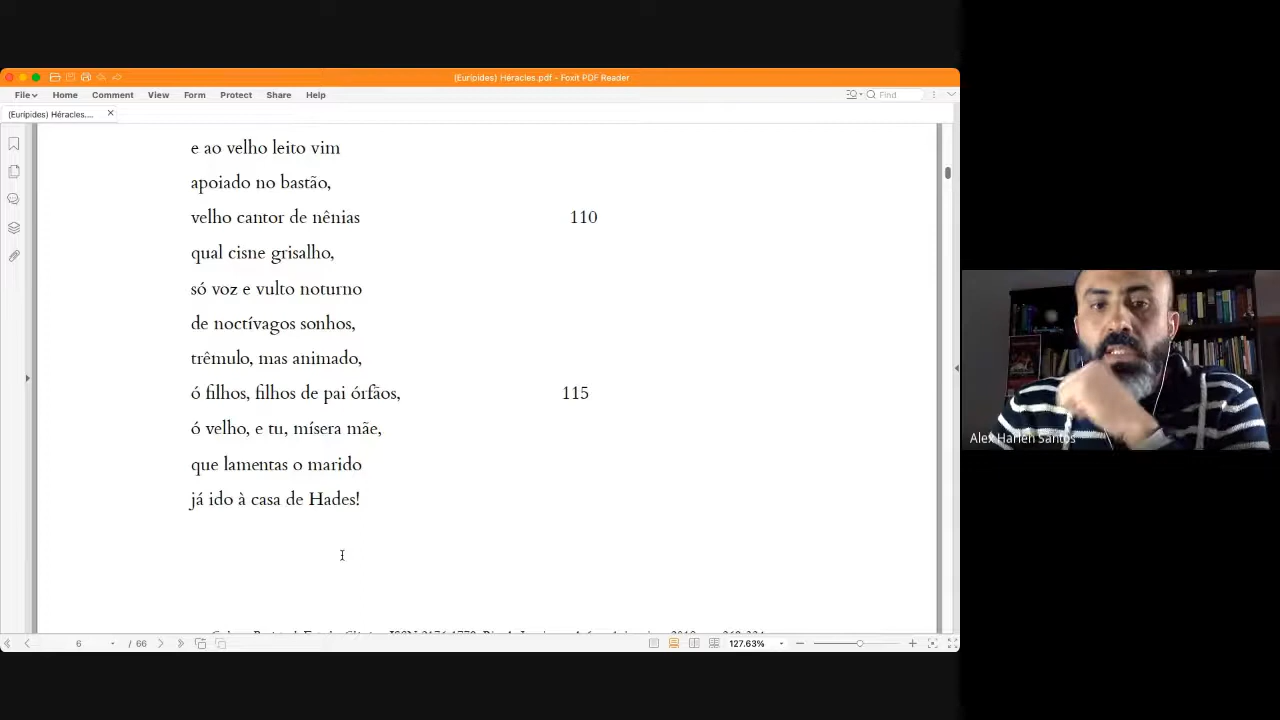 (Eurípides) Héracles.pdf - Foxit PDF Reader
File Home Comment View Form Protect Share Help
Find
(Eurípides) Héracles....
e ao velho leito vim
apoiado no bastão,
velho cantor de nênias 110
qual cisne grisalho,
só voz e vulto noturno
de noctívagos sonhos,
trêmulo, mas animado,
ó filhos, filhos de pai órfãos, 115
ó velho, e tu, mísera mãe,
que lamentas o marido
já ido à casa de Hades!
Alex Harlen Santos
6 / 66
127.63%